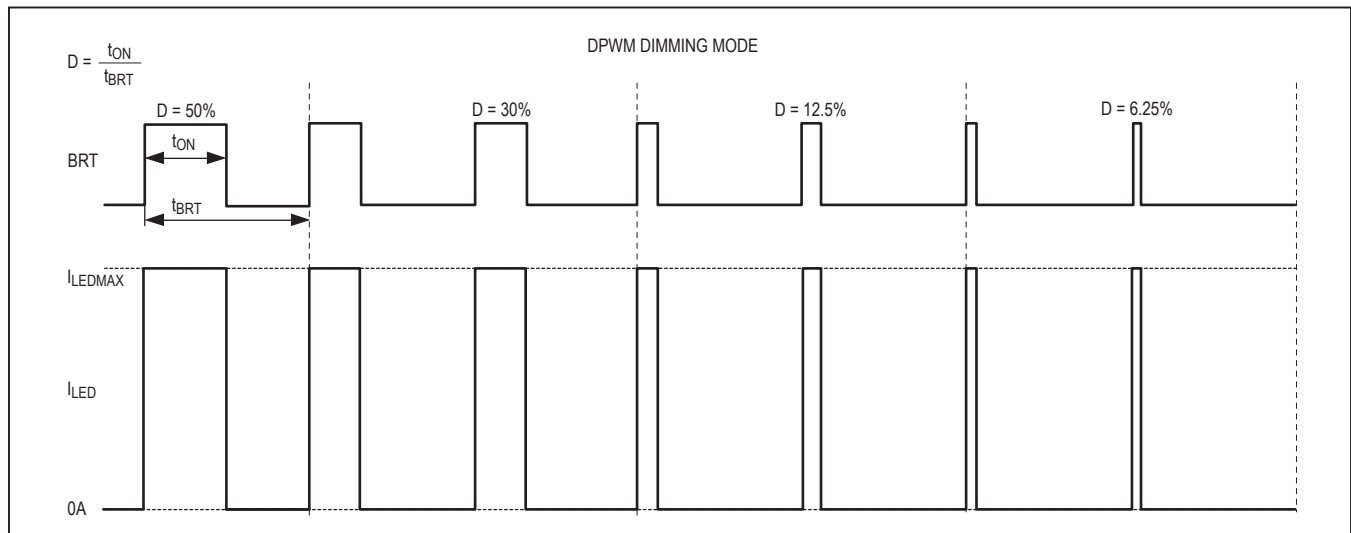 DPWM DIMMING MODE
D = tON
tBRT
D = 50%
D = 30%
D = 12.5%
D = 6.25%
BRT
tON
tBRT
ILEDMAX
ILED
0A